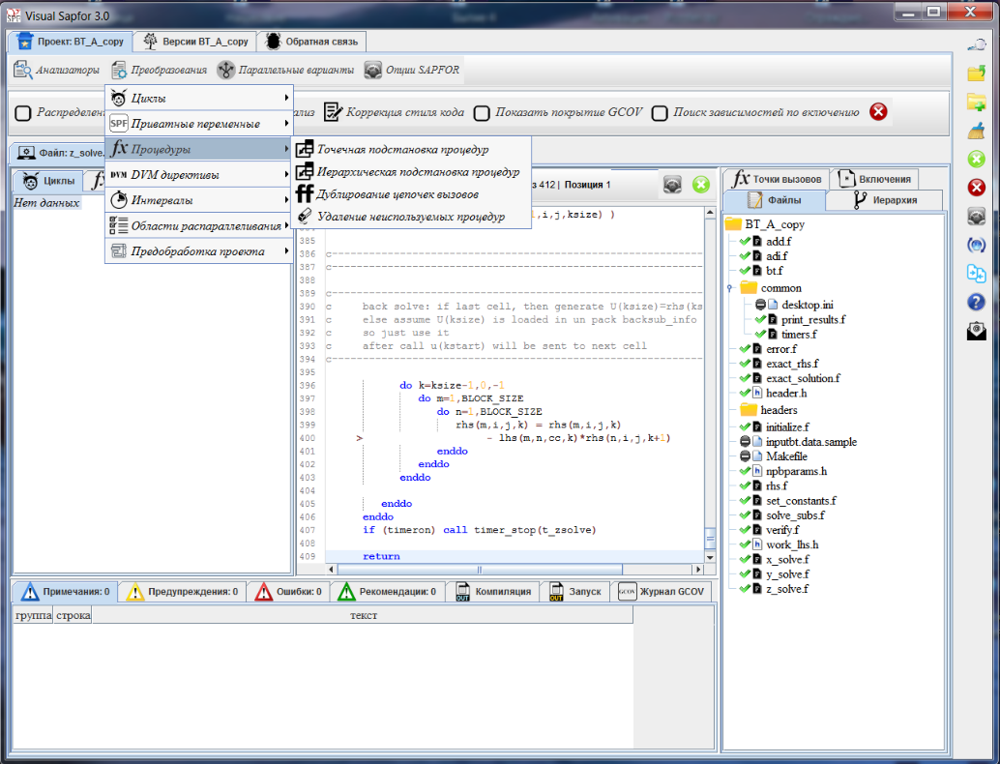 Visual Sapfor 3.0
Проект: BT_A_copy
Версии BT_A_copy
Обратная связь
Анализаторы
Преобразования
Параллельные варианты
Опции SAPFOR
Коррекция стиля кода
Показать покрытие GCOV
Поиск зависимостей по включению
Циклы
SPF Приватные переменные
fx Процедуры
DVM DVM директивы
Интервалы
Области распараллеливания
Предобработка проекта
Точечная подстановка процедур
Иерархическая подстановка процедур
ff Дублирование цепочек вызовов
Удаление неиспользуемых процедур
Файл: z_solve.
Циклы
Нет данных
412 | Позиция 1
,i,j,ksize) )
385
386 c
387 c
388
389 c
390 c back solve: if last cell, then generate U(ksize)=rhs(ks
391 c else assume U(ksize) is loaded in un pack backsub_info
392 c so just use it
393 c after call u(kstart) will be sent to next cell
394 c
395
396 do k=ksize-1,0,-1
397 do m=1,BLOCK_SIZE
398 do n=1,BLOCK_SIZE
399 rhs(m,i,j,k) = rhs(m,i,j,k)
400 > - lhs(m,n,cc,k)*rhs(n,i,j,k+1)
401 enddo
402 enddo
403 enddo
404
405 enddo
406 enddo
407 if (timeron) call timer_stop(t_zsolve)
408
409 return
fx Точки вызовов
Включения
Файлы
Иерархия
BT_A_copy
add.f
adi.f
bt.f
common
desktop.ini
print_results.f
timers.f
error.f
exact_rhs.f
exact_solution.f
header.h
headers
initialize.f
inputbt.data.sample
Makefile
npbparams.h
rhs.f
set_constants.f
solve_subs.f
verify.f
work_lhs.h
x_solve.f
y_solve.f
z_solve.f
Примечания: 0
Предупреждения: 0
Ошибки: 0
Рекомендации: 0
OUT Компиляция
OUT Запуск
GCOV Журнал GCOV
группа
строка
текст